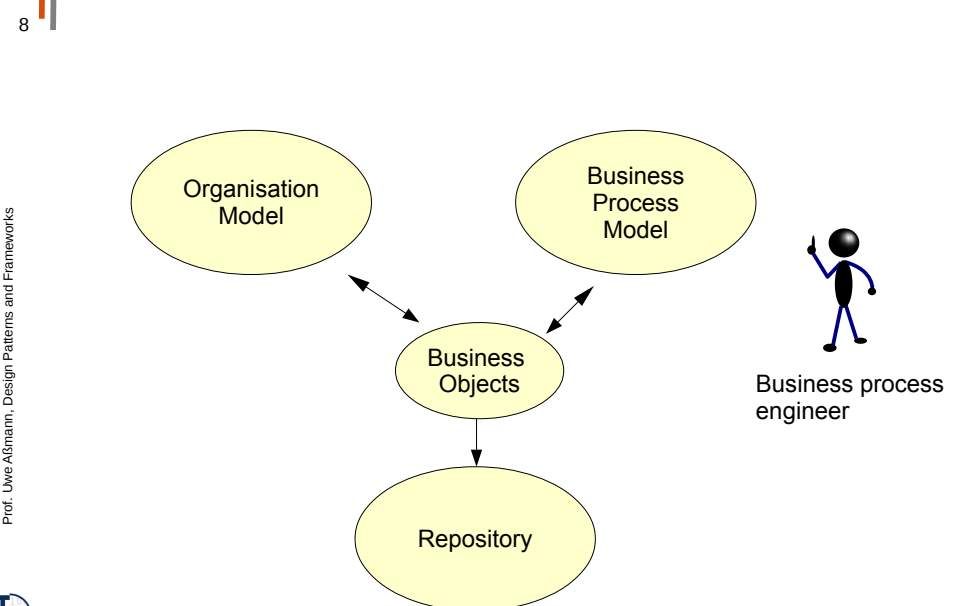 8
Organisation
Model
Business
Process
Model
Business
Objects
Business process
engineer
Repository
Prof. Uwe Aßmann, Design Patterns and Frameworks